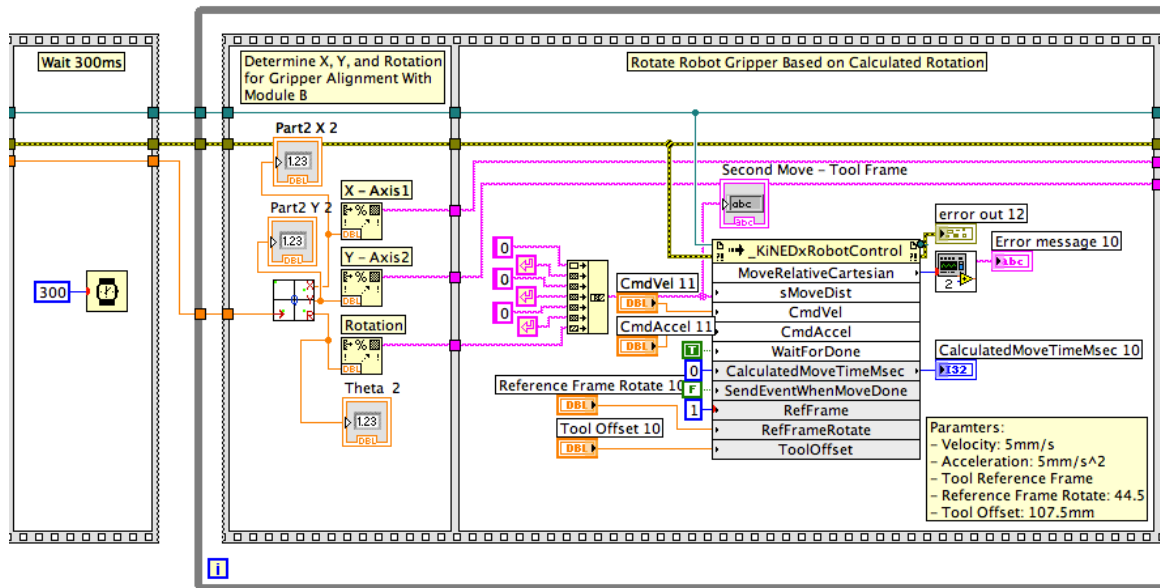 Wait 300ms
300
Determine X, Y, and Rotation
for Gripper Alignment With
Module B
Part2 X 2
1.23
DBL
X - Axis1
DBL
Part2 Y 2
1.23
DBL
Y - Axis2
DBL
X
Y
R
Rotation
DBL
Theta 2
1.23
DBL
i
Rotate Robot Gripper Based on Calculated Rotation
Second Move - Tool Frame
abc
abc
0
0
0
CmdVel 11
DBL
CmdAccel 11
DBL
T
0
F
1
Reference Frame Rotate 10
DBL
Tool Offset 10
DBL
_KiNEDxRobotControl
MoveRelativeCartesian
sMoveDist
CmdVel
CmdAccel
WaitForDone
CalculatedMoveTimeMsec
SendEventWhenMoveDone
RefFrame
RefFrameRotate
ToolOffset
error out 12
Error message 10
abc
2
CalculatedMoveTimeMsec 10
I32
Paramters:
- Velocity: 5mm/s
- Acceleration: 5mm/s^2
- Tool Reference Frame
- Reference Frame Rotate: 44.5
- Tool Offset: 107.5mm